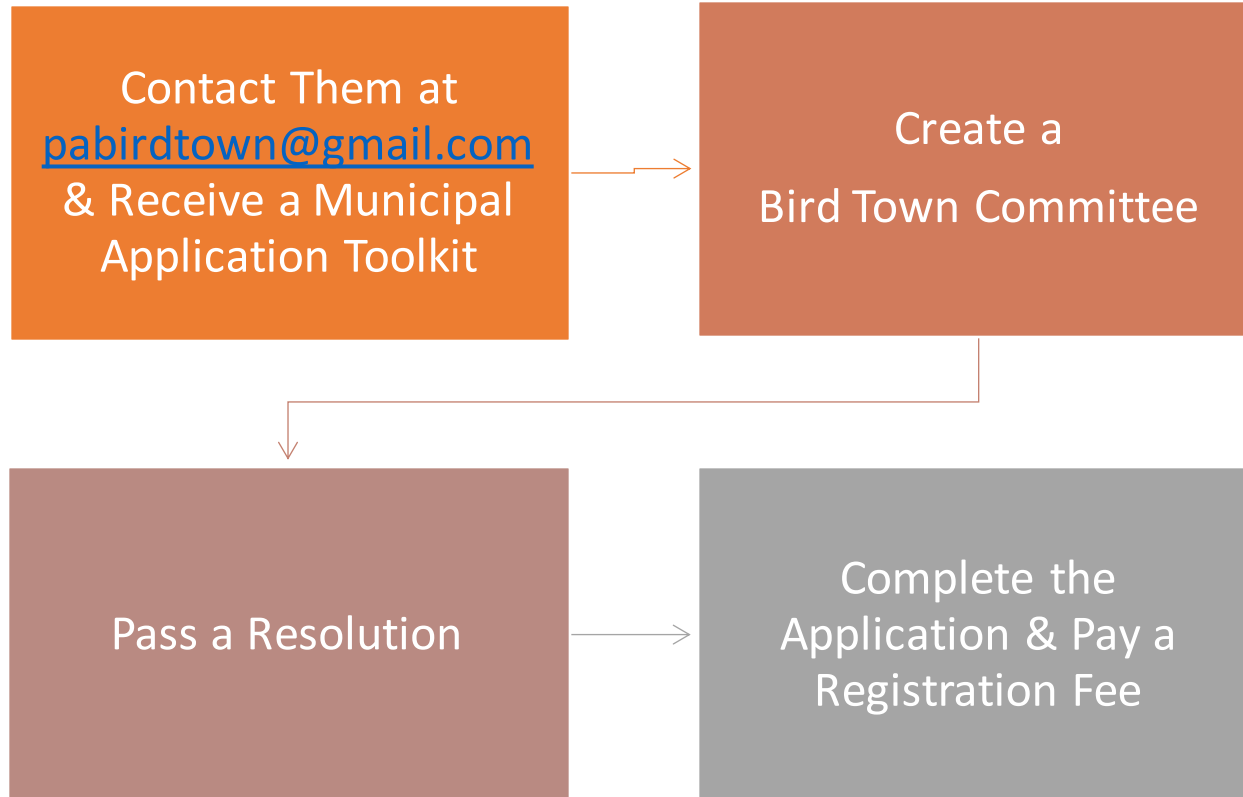 Contact Them at
pabirdtown@gmail.com
& Receive a Municipal
Application Toolkit
Create a
Bird Town Committee
Pass a Resolution
Complete the
Application & Pay a
Registration Fee